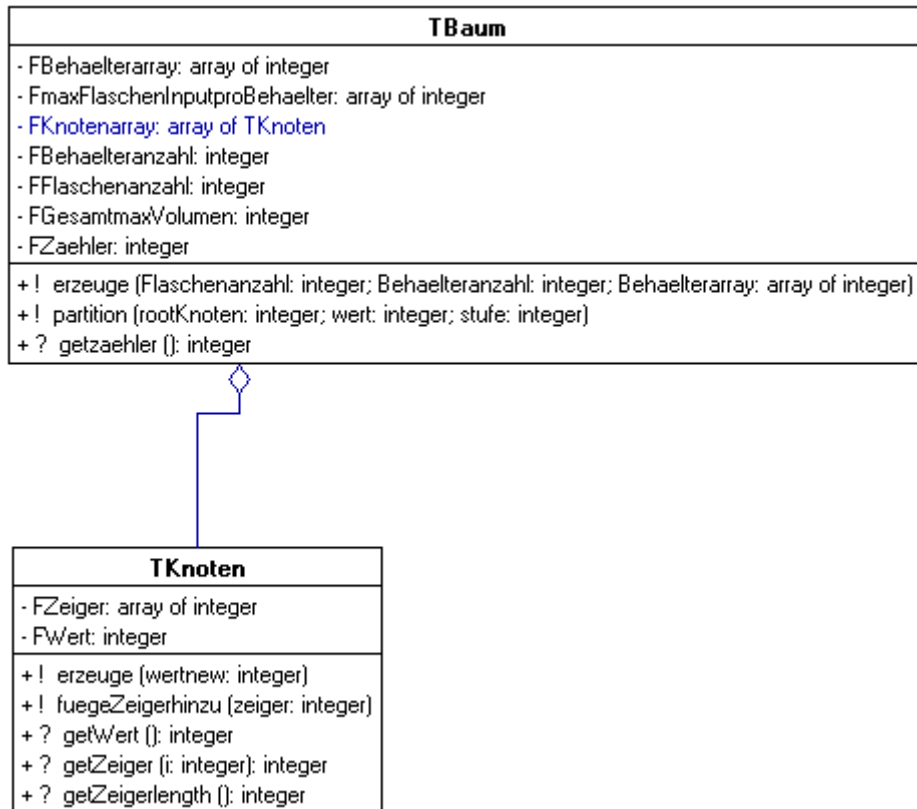 TBaum
- FBehaelterarray: array of integer
- FmaxFlaschenInputproBehaelter: array of integer
- FKnotenarray: array of TKnoten
- FBehaelteranzahl: integer
- FFlaschenanzahl: integer
- FGesamtmaxVolumen: integer
- FZaehler: integer
+ ! erzeuge (Flaschenanzahl: integer; Behaelteranzahl: integer; Behaelterarray: array of integer)
+ ! partition (rootKnoten: integer; wert: integer; stufe: integer)
+ ? getzaehler (): integer
TKnoten
- FZeiger: array of integer
- FWert: integer
+ ! erzeuge (wertnew: integer)
+ ! fuegeZeigerhinzu (zeiger: integer)
+ ? getWert (): integer
+ ? getZeiger (i: integer): integer
+ ? getZeigerlength (): integer